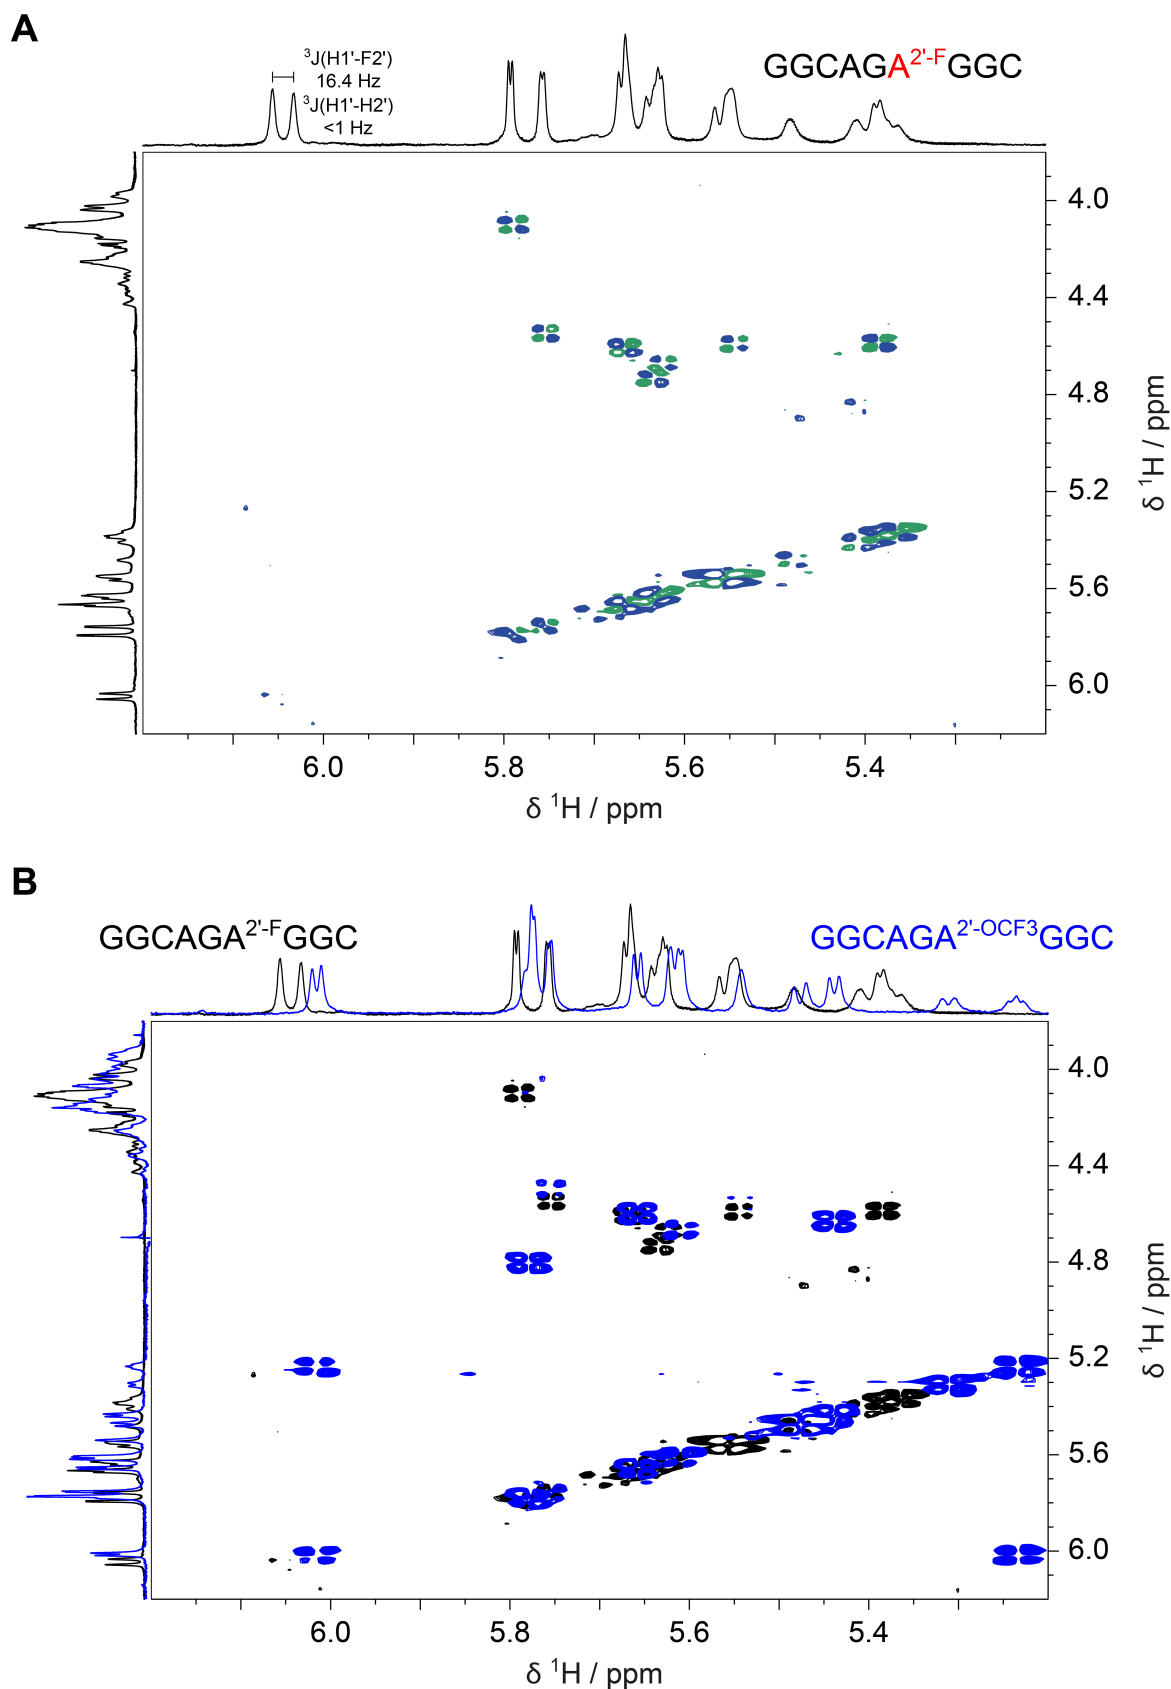 A
³J(H1'-F2')
16.4 Hz
³J(H1'-H2')
<1 Hz
GGCAGA²'⁻FGGC
4.0
4.4
4.8
5.2
5.6
6.0
δ ¹H / ppm
6.0 5.8 5.6 5.4
δ ¹H / ppm
B
GGCAGA²'⁻FGGC
GGCAGA²'⁻OCF3GGC
4.0
4.4
4.8
5.2
5.6
6.0
δ ¹H / ppm
6.0 5.8 5.6 5.4
δ ¹H / ppm